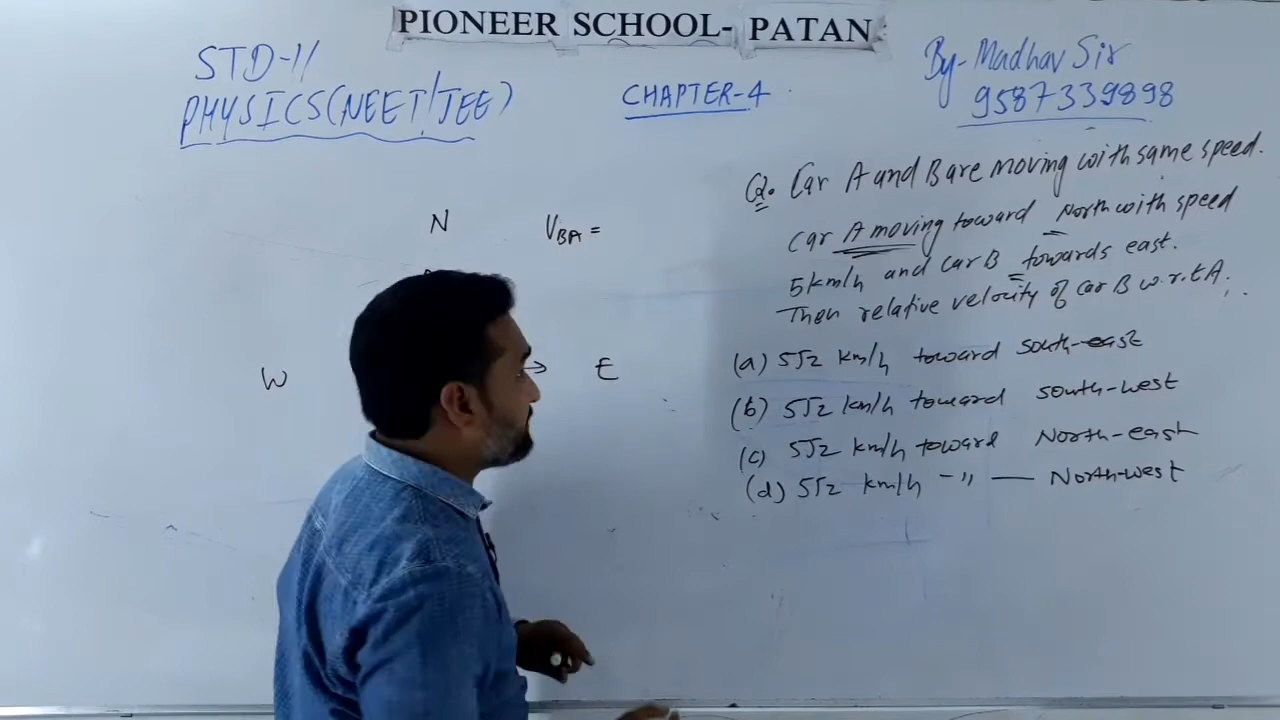 PIONEER SCHOOL- PATAN
STD-11
PHYSICS(NEET/JEE)
CHAPTER-4
By- Madhav Sir
9587339898
Q. Car A and B are moving with same speed.
Car A moving toward North with speed
5km/h and car B towards east.
Then relative velocity of car B w.r.t A.
(a) 5√2 km/h toward south-east
(b) 5√2 km/h toward south-west
(c) 5√2 km/h toward North-east
(d) 5√2 km/h -〃- North-west
N
V_BA =
W
E